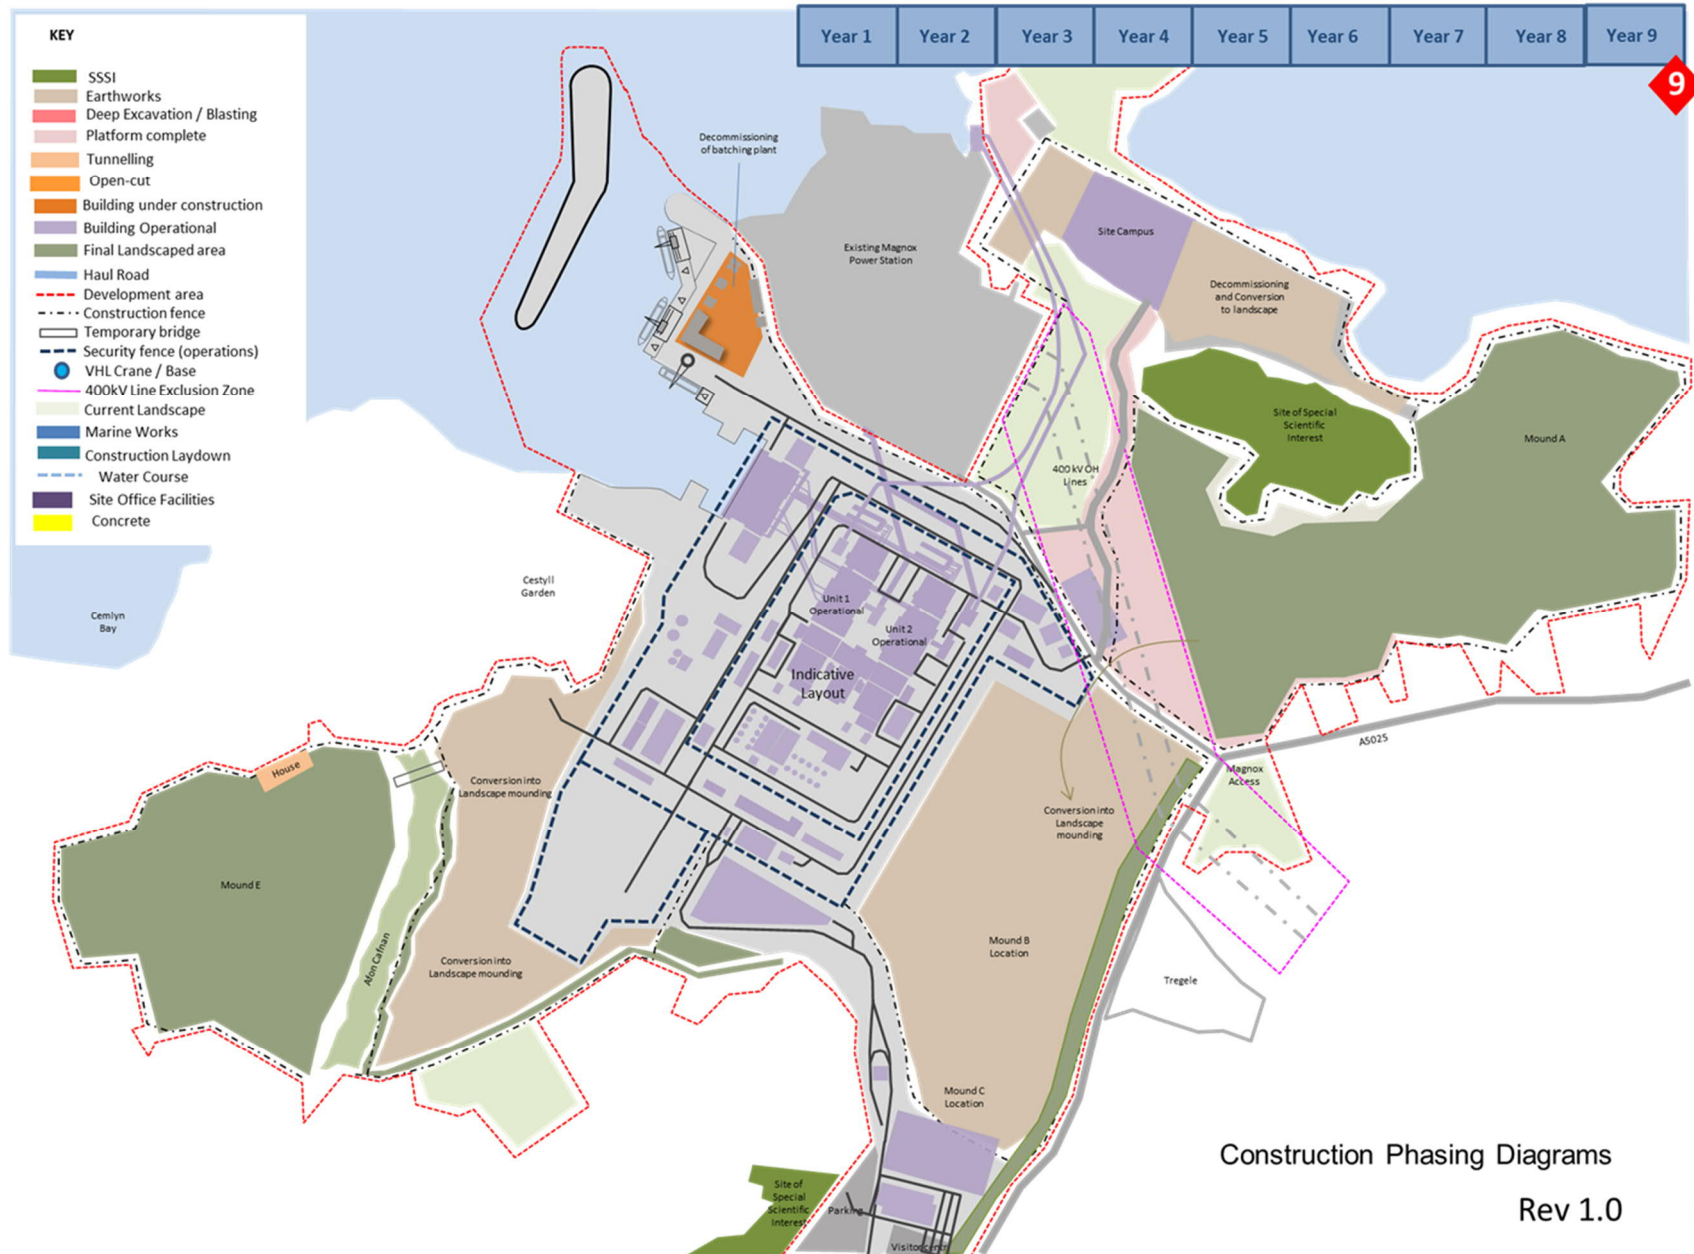 KEY
SSSI
Earthworks
Deep Excavation / Blasting
Platform complete
Tunnelling
Open-cut
Building under construction
Building Operational
Final Landscaped area
Haul Road
Development area
Construction fence
Temporary bridge
Security fence (operations)
VHL Crane / Base
400kV Line Exclusion Zone
Current Landscape
Marine Works
Construction Laydown
Water Course
Site Office Facilities
Concrete
Year 1
Year 2
Year 3
Year 4
Year 5
Year 6
Year 7
Year 8
Year 9
9
Decommissioning
of batching plant
Existing Magnox
Power Station
Site Campus
Decommissioning
and Conversion
to landscape
Site of Special
Scientific
Interest
Mound A
400 kV OH
Lines
Cestyll
Garden
Cemlyn
Bay
Unit 1
Operational
Unit 2
Operational
Indicative
Layout
A5025
Magnox
Access
House
Conversion into
Landscape mounding
Conversion into
Landscape
mounding
Mound E
Afon Cafnan
Conversion into
Landscape mounding
Mound B
Location
Tregele
Mound C
Location
Site of
Special
Scientific
Interest
Parking
Construction Phasing Diagrams
Rev 1.0